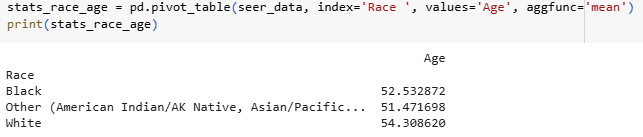 stats_race_age = pd.pivot_table(seer_data, index='Race ', values='Age', aggfunc='mean')
print(stats_race_age)
Age
Race
Black 52.532872
Other (American Indian/AK Native, Asian/Pacific... 51.471698
White 54.308620